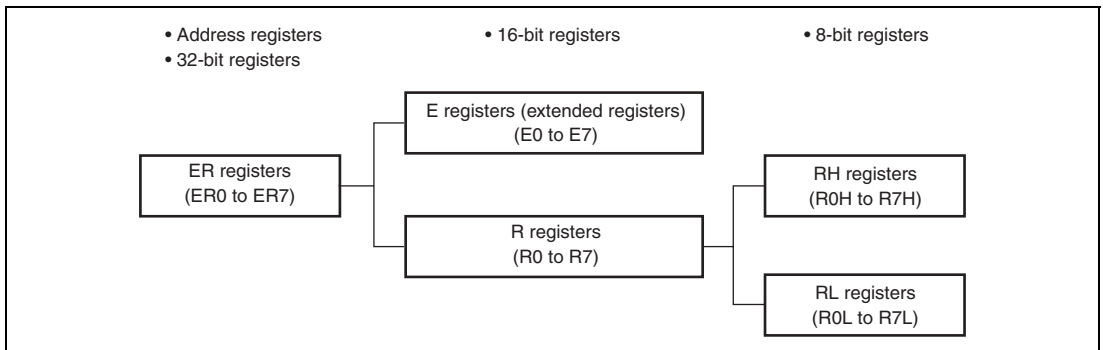 • Address registers
• 32-bit registers
• 16-bit registers
• 8-bit registers
E registers (extended registers)
(E0 to E7)
ER registers
(ER0 to ER7)
RH registers
(R0H to R7H)
R registers
(R0 to R7)
RL registers
(R0L to R7L)